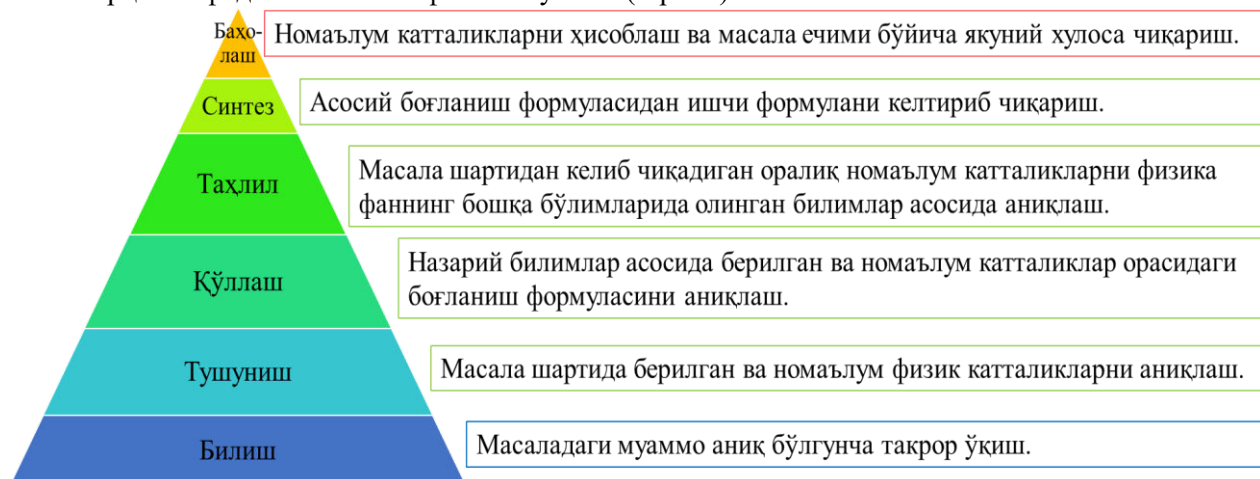 Баҳо-
лаш
Номаълум катталикларни ҳисоблаш ва масала ечими бўйича якуний хулоса чиқариш.
Синтез
Асосий боғланиш формуласидан ишчи формулани келтириб чиқариш.
Таҳлил
Масала шартидан келиб чиқадиган оралиқ номаълум катталикларни физика
фаннинг бошқа бўлимларида олинган билимлар асосида аниқлаш.
Қўллаш
Назарий билимлар асосида берилган ва номаълум катталиклар орасидаги
боғланиш формуласини аниқлаш.
Тушуниш
Масала шартида берилган ва номаълум физик катталикларни аниқлаш.
Билиш
Масаладаги муаммо аниқ бўлгунча такрор ўқиш.